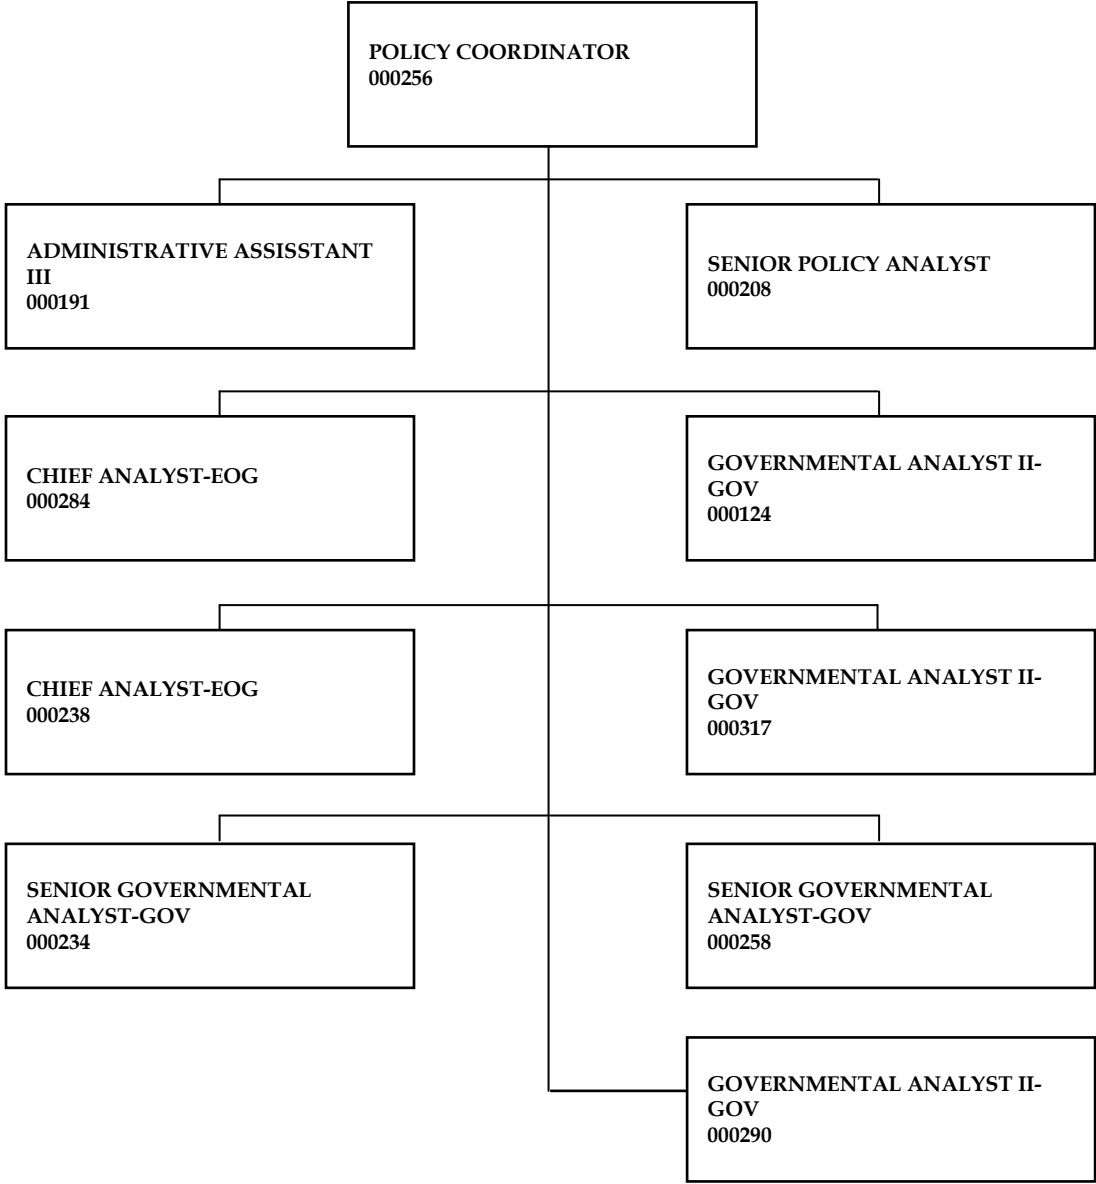 POLICY COORDINATOR
000256
ADMINISTRATIVE ASSISSTANT
III
000191
SENIOR POLICY ANALYST
000208
CHIEF ANALYST-EOG
000284
GOVERNMENTAL ANALYST II-
GOV
000124
CHIEF ANALYST-EOG
000238
GOVERNMENTAL ANALYST II-
GOV
000317
SENIOR GOVERNMENTAL
ANALYST-GOV
000234
SENIOR GOVERNMENTAL
ANALYST-GOV
000258
GOVERNMENTAL ANALYST II-
GOV
000290